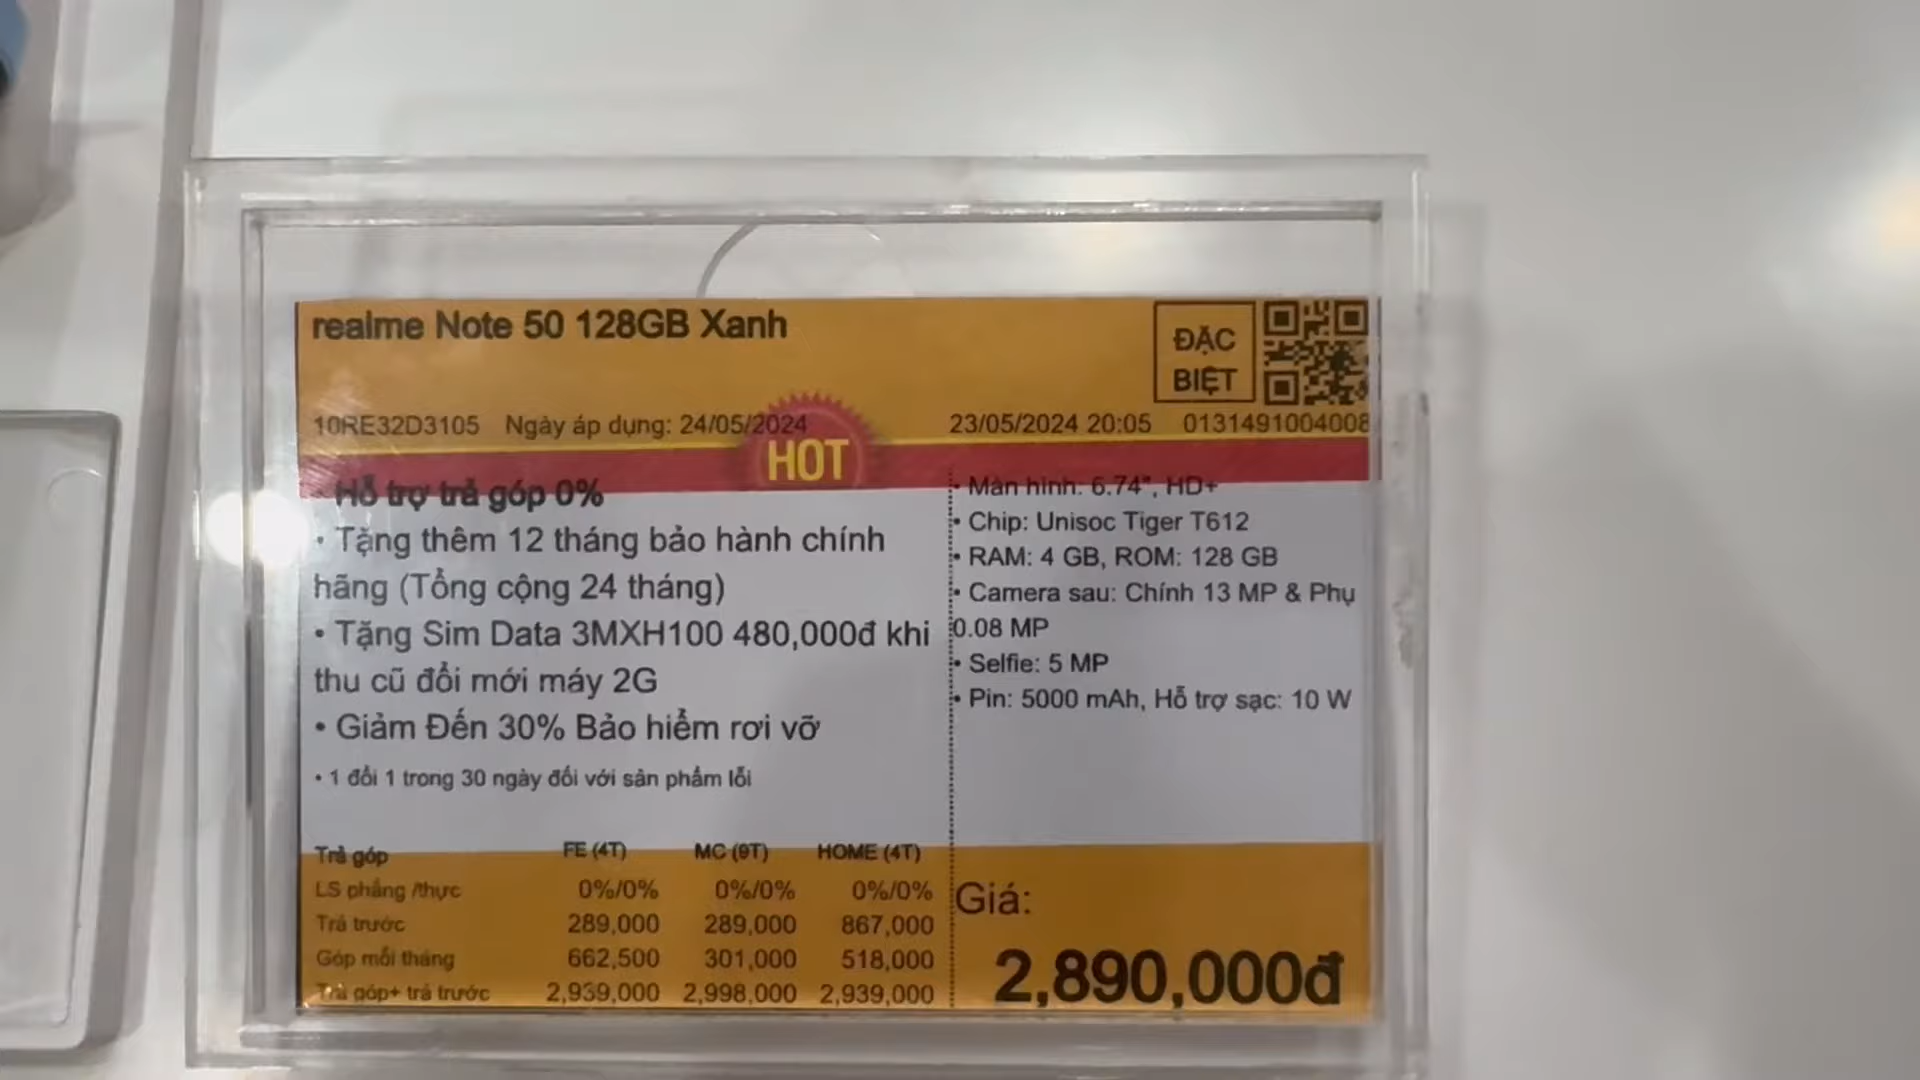 realme Note 50 128GB Xanh
ĐẶC
BIỆT
10RE32D3105 Ngày áp dụng: 24/05/2024
23/05/2024 20:05 0131491004008
HOT
• Hỗ trợ trả góp 0%
• Tặng thêm 12 tháng bảo hành chính
hãng (Tổng cộng 24 tháng)
• Tặng Sim Data 3MXH100 480,000đ khi
thu cũ đổi mới máy 2G
• Giảm Đến 30% Bảo hiểm rơi vỡ
• 1 đổi 1 trong 30 ngày đối với sản phẩm lỗi
• Màn hình: 6.74", HD+
• Chip: Unisoc Tiger T612
• RAM: 4 GB, ROM: 128 GB
• Camera sau: Chính 13 MP & Phụ
0.08 MP
• Selfie: 5 MP
• Pin: 5000 mAh, Hỗ trợ sạc: 10 W
Trả góp FE (4T) MC (9T) HOME (4T)
LS phẳng /thực 0%/0% 0%/0% 0%/0%
Trả trước 289,000 289,000 867,000
Góp mỗi tháng 662,500 301,000 518,000
Trả góp+ trả trước 2,939,000 2,998,000 2,939,000
Giá:
2,890,000đ